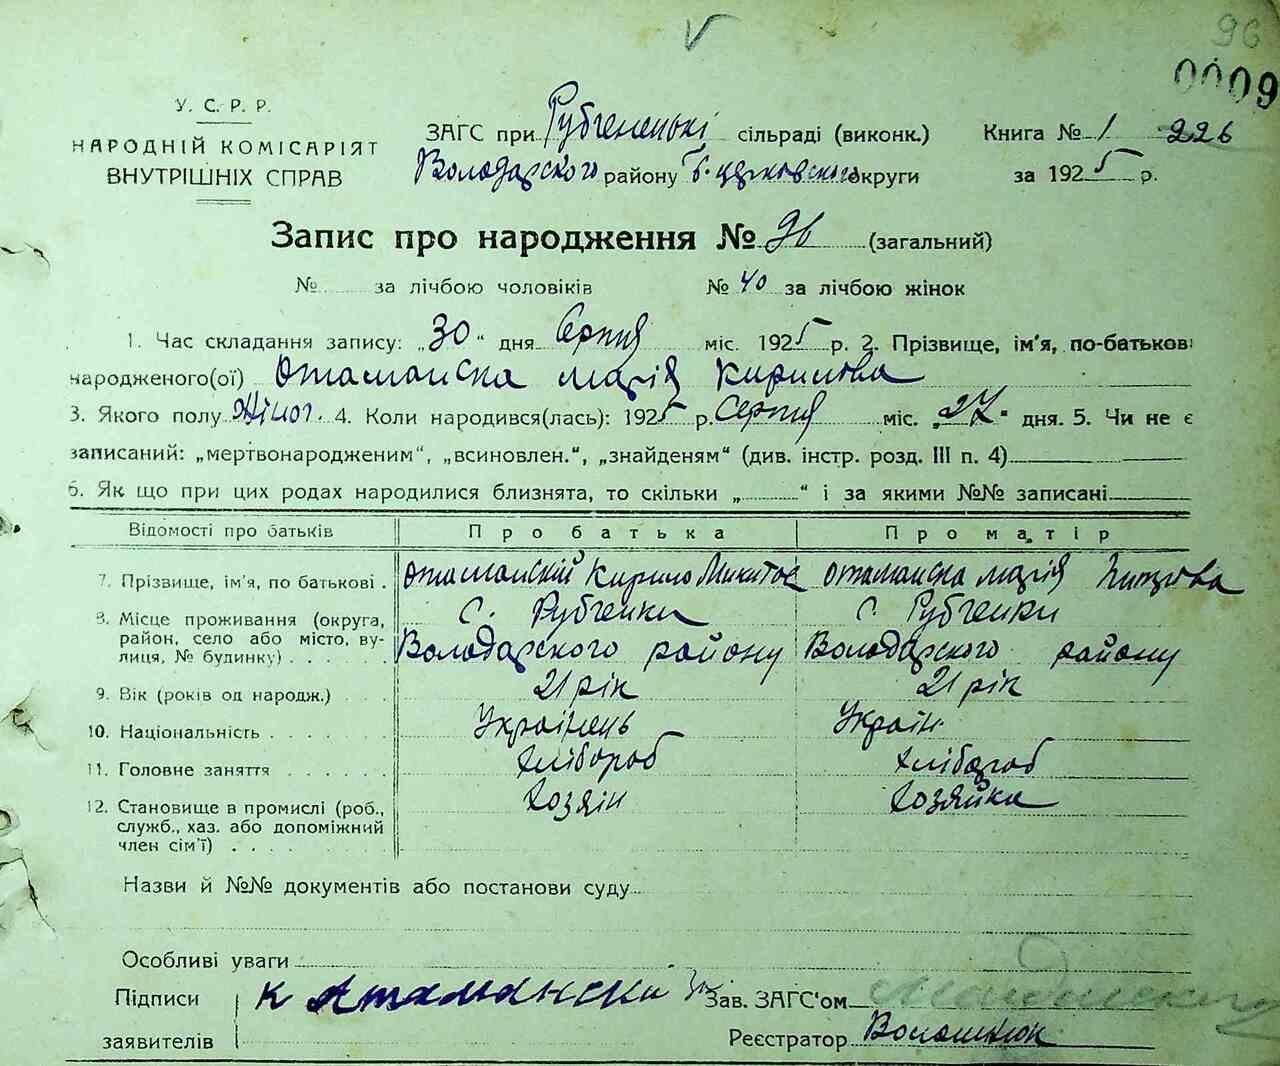 96
0009
У. С. Р. Р.
НАРОДНІЙ КОМІСАРІЯТ
ВНУТРІШНІХ СПРАВ
ЗАГС при Рубченські сільраді (виконк.) Книга № 1 226
Володарского району Б. церковского округи за 1925 р.
Запис про народження № 96 (загальний)
№ за лічбою чоловіків № 40 за лічбою жінок
1. Час складання запису: „30“ дня Серпня міс. 1925 р. 2. Прізвище, ім'я, по-батькові
народженого(ої) Отаманска Марія Кирилова
3. Якого полу Жіноч. 4. Коли народився(лась): 1925 р. Серпня міс. „27“ дня. 5. Чи не є
записаний: „мертвонародженим“, „всиновлен.“, „знайденям“ (див. інстр. розд. III п. 4)
6. Як що при цих родах народилися близнята, то скільки „ “ і за якими №№ записані
Відомості про батьків Про батька Про матір
7. Прізвище, ім'я, по батькові . Отаманскій Кирило Микитов Отаманска Марія
8. Місце проживання (округа, с. Рубченки с. Рубченки
район, село або місто, ву- Володарского району Володарского району
лиця, № будинку) . . . .
9. Вік (років од народж.) . 21 рік 21 рік
10. Національність . . . . . . Українець Україн.
11. Головне заняття . . . . . . Хлібороб Хлібороб
12. Становище в промислі (роб., Хозяін Хозяйка
служб., хаз. або допоміжний
член сім'ї) . . . . . . . .
Назви й №№ документів або постанови суду
Особливі уваги
Підписи К Атамански Зав. ЗАГС'ом
заявителів Реєстратор Волошнюк